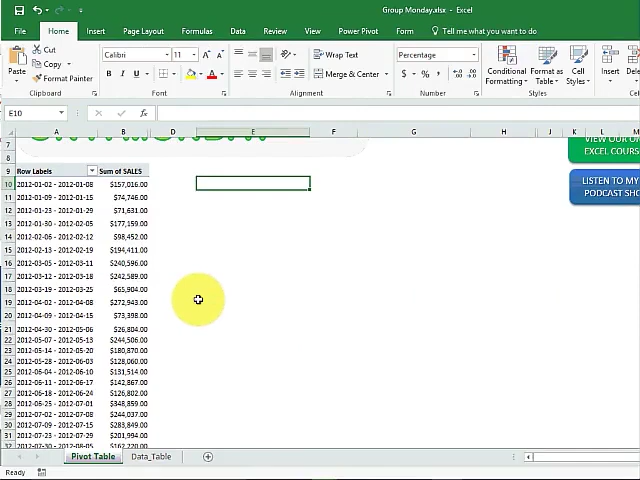 Group Monday.xlsx - Excel
File Home Insert Page Layout Formulas Data Review View Power Pivot Form Tell me what you want to do
Paste
Cut
Copy
Format Painter
Clipboard
Calibri 11
B I U
Font
Wrap Text
Merge & Center
Alignment
Number
$ % ,
Conditional Formatting
Format as Table
Cell Styles
Styles
Insert
E10
fx
A B C D E F G H I J K L M
7
VIEW OUR
EXCEL COURS
8
9 Row Labels Sum of SALES
LISTEN TO MY
PODCAST SHO
10 2012-01-02 - 2012-01-08 $157,016.00
11 2012-01-09 - 2012-01-15 $74,746.00
12 2012-01-23 - 2012-01-29 $71,631.00
13 2012-01-30 - 2012-02-05 $177,159.00
14 2012-02-06 - 2012-02-12 $98,452.00
15 2012-02-13 - 2012-02-19 $194,411.00
16 2012-03-05 - 2012-03-11 $240,596.00
17 2012-03-12 - 2012-03-18 $242,589.00
18 2012-03-19 - 2012-03-25 $65,904.00
19 2012-04-02 - 2012-04-08 $272,943.00
20 2012-04-09 - 2012-04-15 $73,398.00
21 2012-04-30 - 2012-05-06 $26,804.00
22 2012-05-07 - 2012-05-13 $244,506.00
23 2012-05-14 - 2012-05-20 $180,870.00
24 2012-05-28 - 2012-06-03 $128,060.00
25 2012-06-04 - 2012-06-10 $131,514.00
26 2012-06-11 - 2012-06-17 $142,867.00
27 2012-06-18 - 2012-06-24 $126,802.00
28 2012-06-25 - 2012-07-01 $348,859.00
29 2012-07-02 - 2012-07-08 $244,037.00
30 2012-07-09 - 2012-07-15 $283,849.00
31 2012-07-23 - 2012-07-29 $201,994.00
32 2012-07-30 - 2012-08-05 $162,220.00
Pivot Table Data_Table
Ready